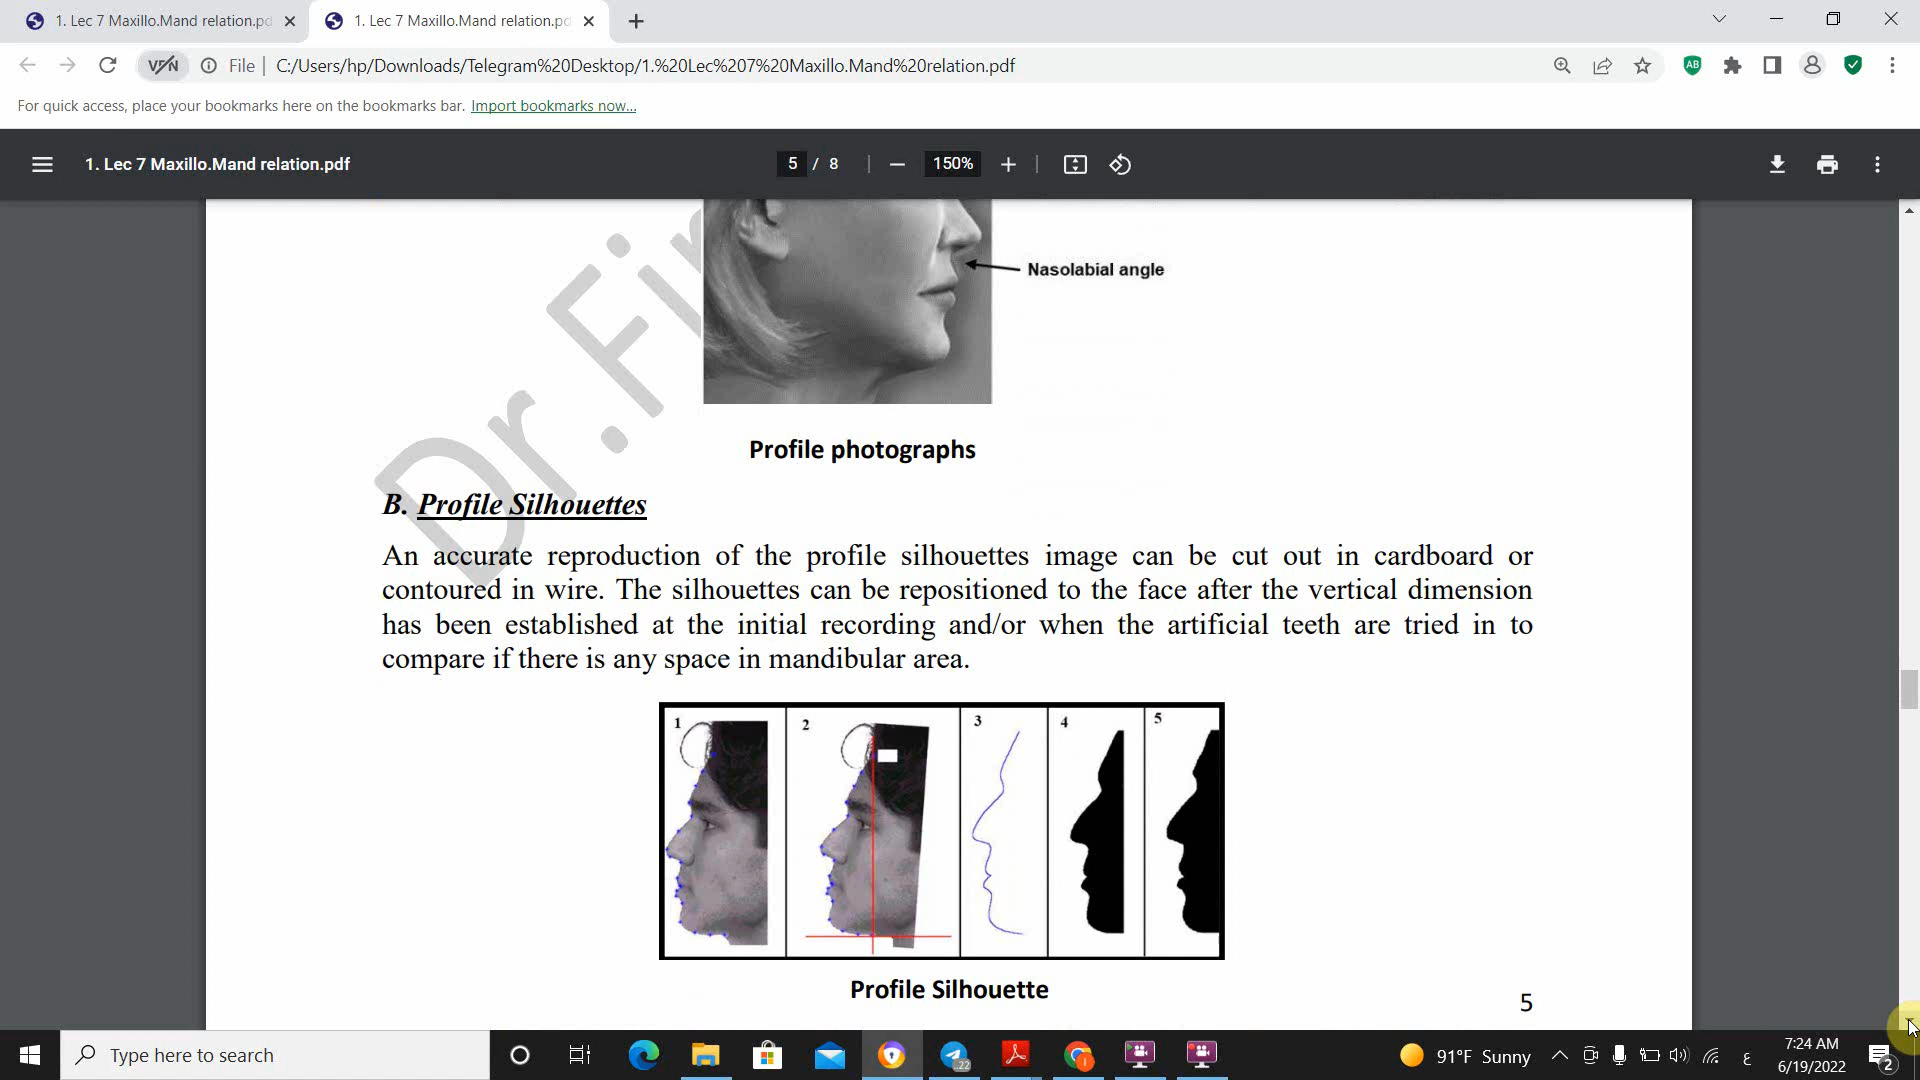 1. Lec 7 Maxillo.Mand relation.pd
1. Lec 7 Maxillo.Mand relation.pd
VPN
File
C:/Users/hp/Downloads/Telegram%20Desktop/1.%20Lec%207%20Maxillo.Mand%20relation.pdf
AB
For quick access, place your bookmarks here on the bookmarks bar. Import bookmarks now...
1. Lec 7 Maxillo.Mand relation.pdf
5 / 8
150%
Nasolabial angle
Dr.Fir
Profile photographs
B. Profile Silhouettes
An accurate reproduction of the profile silhouettes image can be cut out in cardboard or
contoured in wire. The silhouettes can be repositioned to the face after the vertical dimension
has been established at the initial recording and/or when the artificial teeth are tried in to
compare if there is any space in mandibular area.
1 2 3 4 5
Profile Silhouette
5
Type here to search
22
91°F Sunny
ع
7:24 AM
6/19/2022
2